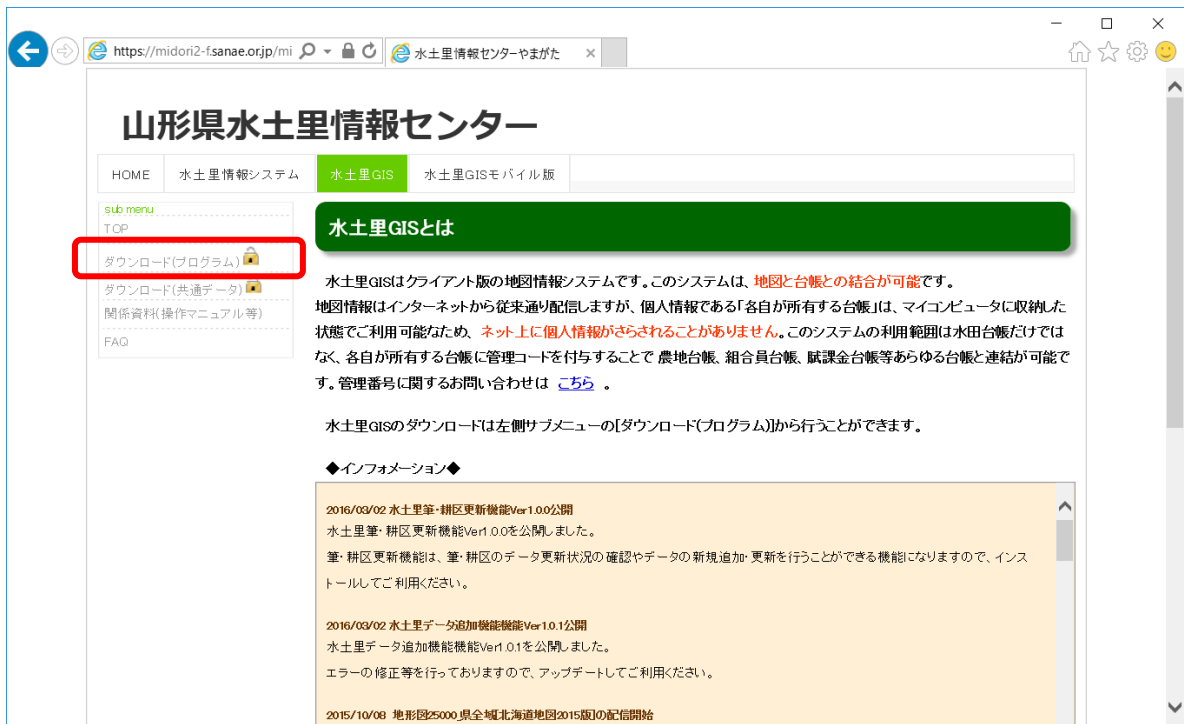 https://midori2-f.sanae.or.jp/mi
水土里情報センターやまがた
山形県水土里情報センター
HOME 水土里情報システム 水土里GIS 水土里GISモバイル版
sub menu
TOP
ダウンロード(プログラム)
ダウンロード(共通データ)
関係資料(操作マニュアル等)
FAQ
水土里GISとは
水土里GISはクライアント版の地図情報システムです。このシステムは、地図と台帳との結合が可能です。
地図情報はインターネットから従来通り配信しますが、個人情報である「各自が所有する台帳」は、マイコンピュータに収納した
状態でご利用可能なため、ネット上に個人情報がさらされることがありません。このシステムの利用範囲は水田台帳だけでは
なく、各自が所有する台帳に管理コードを付与することで 農地台帳、組合員台帳、賦課金台帳等あらゆる台帳と連結が可能で
す。管理番号に関するお問い合わせは こちら 。
水土里GISのダウンロードは左側サブメニューの[ダウンロード(プログラム)]から行うことができます。
◆インフォメーション◆
2016/03/02 水土里筆・耕区更新機能Ver1.0.0公開
水土里筆・耕区更新機能Ver1.0.0を公開しました。
筆・耕区更新機能は、筆・耕区のデータ更新状況の確認やデータの新規追加・更新を行うことができる機能になりますので、インス
トールしてご利用ください。
2016/03/02 水土里データ追加機能機能Ver1.0.1公開
水土里データ追加機能機能Ver1.0.1を公開しました。
エラーの修正等を行っておりますので、アップデートしてご利用ください。
2015/10/08 地形図25000_県全域[北海道地図2015版]の配信開始